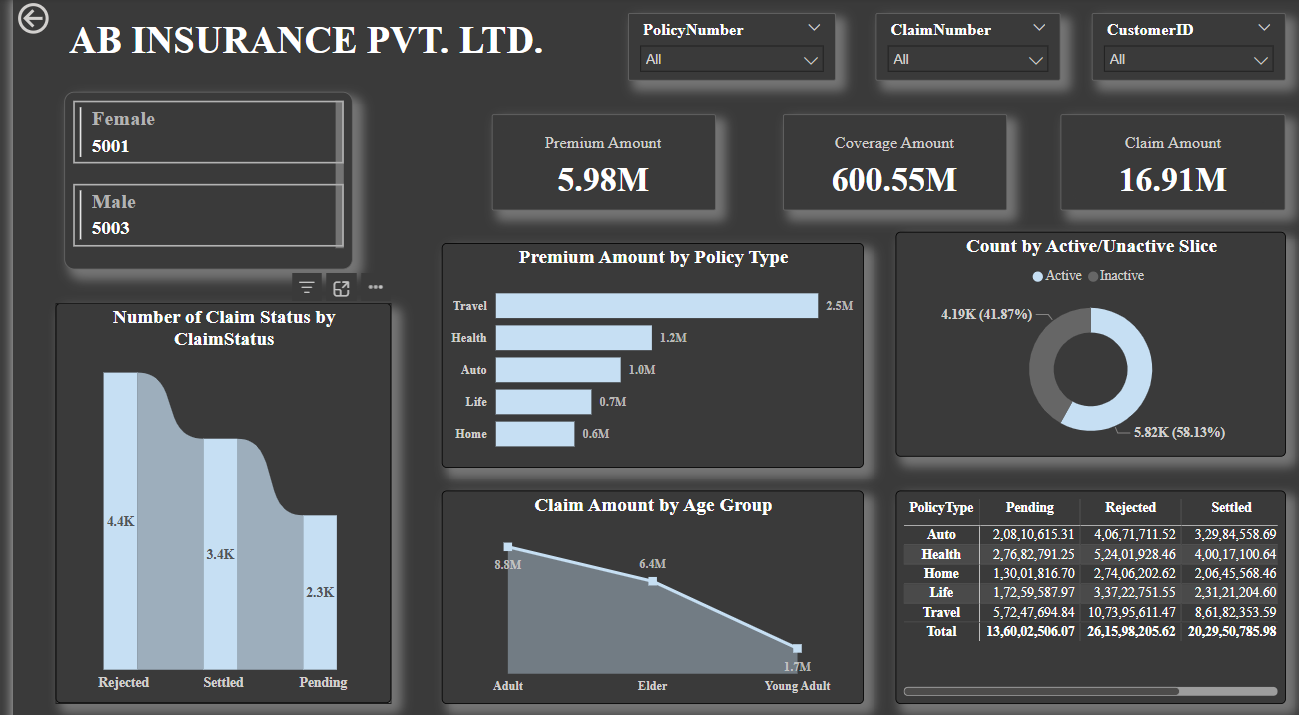 AB INSURANCE PVT. LTD.
PolicyNumber
All
ClaimNumber
All
CustomerID
All
Female
5001
Male
5003
Premium Amount
5.98M
Coverage Amount
600.55M
Claim Amount
16.91M
Number of Claim Status by
ClaimStatus
4.4K
3.4K
2.3K
Rejected Settled Pending
Premium Amount by Policy Type
Travel 2.5M
Health 1.2M
Auto 1.0M
Life 0.7M
Home 0.6M
Count by Active/Unactive Slice
Active Inactive
4.19K (41.87%)
5.82K (58.13%)
Claim Amount by Age Group
8.8M
6.4M
1.7M
Adult Elder Young Adult
PolicyType Pending Rejected Settled
Auto 2,08,10,615.31 4,06,71,711.52 3,29,84,558.69
Health 2,76,82,791.25 5,24,01,928.46 4,00,17,100.64
Home 1,30,01,816.70 2,74,06,202.62 2,06,45,568.46
Life 1,72,59,587.97 3,37,22,751.55 2,31,21,204.60
Travel 5,72,47,694.84 10,73,95,611.47 8,61,82,353.59
Total 13,60,02,506.07 26,15,98,205.62 20,29,50,785.98